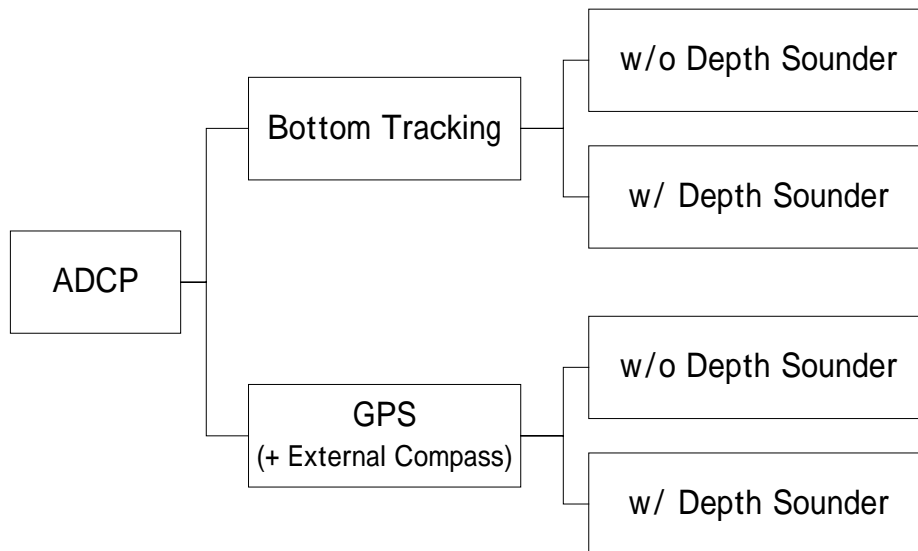 w/o Depth Sounder
Bottom Tracking
w/ Depth Sounder
ADCP
w/o Depth Sounder
GPS
(+ External Compass)
w/ Depth Sounder